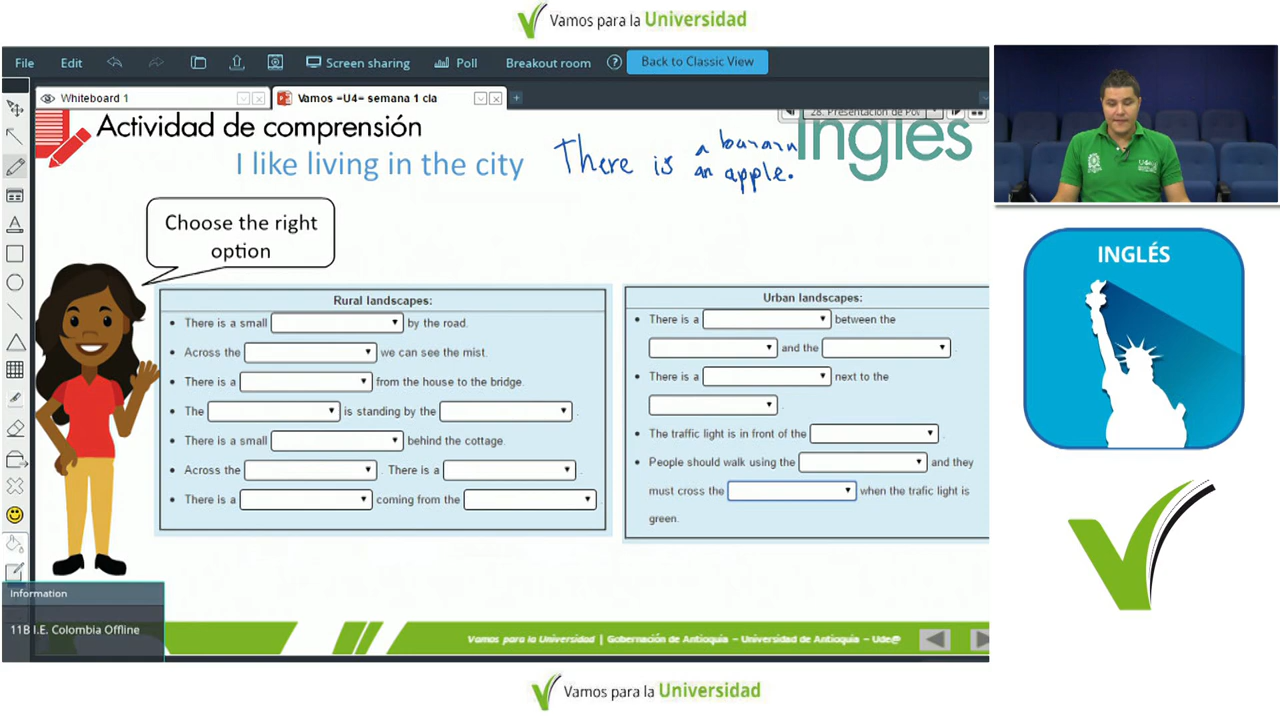 Vamos para la Universidad
File Edit Screen sharing Poll Breakout room ? Back to Classic View
Whiteboard 1 Vamos =U4= semana 1 cla
28. Presentación de Po
Actividad de comprensión
Inglés
I like living in the city
There is a banana
an apple.
Choose the right
option
Rural landscapes:
• There is a small by the road.
• Across the we can see the mist.
• There is a from the house to the bridge.
• The is standing by the .
• There is a small behind the cottage.
• Across the . There is a .
• There is a coming from the
Urban landscapes:
• There is a between the
and the .
• There is a next to the
.
• The traffic light is in front of the .
• People should walk using the and they
must cross the when the trafic light is
green.
INGLÉS
Information
11B I.E. Colombia Offline
Vamos para la Universidad | Gobernación de Antioquia – Universidad de Antioquia – Ude@
Vamos para la Universidad